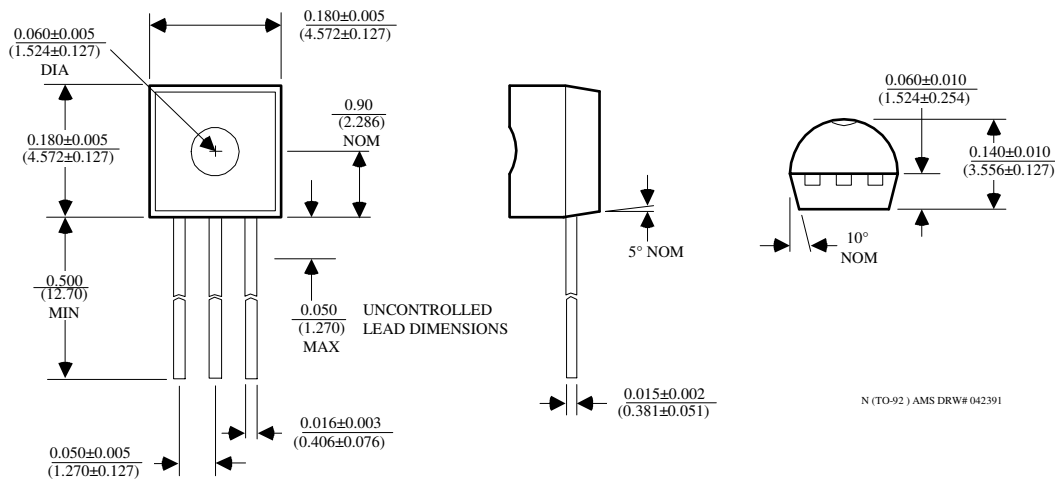 0.180±0.005
(4.572±0.127)
0.060±0.005
(1.524±0.127)
DIA
0.90
(2.286)
NOM
0.180±0.005
(4.572±0.127)
0.500
(12.70)
MIN
0.050
(1.270)
MAX
UNCONTROLLED
LEAD DIMENSIONS
0.016±0.003
(0.406±0.076)
0.050±0.005
(1.270±0.127)
5° NOM
0.015±0.002
(0.381±0.051)
0.060±0.010
(1.524±0.254)
0.140±0.010
(3.556±0.127)
10°
NOM
N (TO-92 ) AMS DRW# 042391